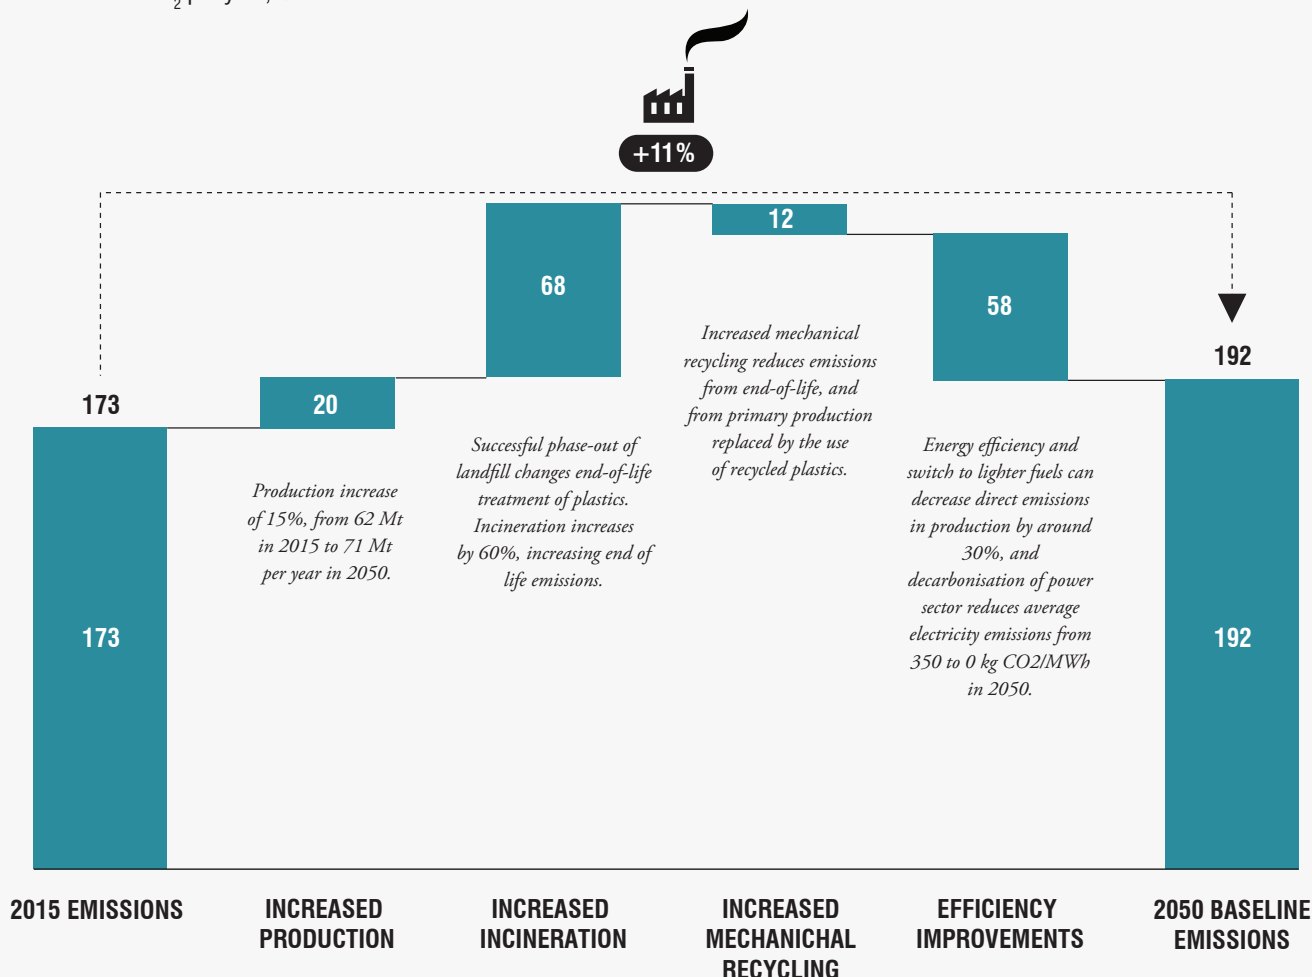 +11%
173
20
68
12
58
192
173
192
Production increase
of 15%, from 62 Mt
in 2015 to 71 Mt
per year in 2050.
Successful phase-out of
landfill changes end-of-life
treatment of plastics.
Incineration increases
by 60%, increasing end of
life emissions.
Increased mechanical
recycling reduces emissions
from end-of-life, and
from primary production
replaced by the use
of recycled plastics.
Energy efficiency and
switch to lighter fuels can
decrease direct emissions
in production by around
30%, and
decarbonisation of power
sector reduces average
electricity emissions from
350 to 0 kg CO2/MWh
in 2050.
2015 EMISSIONS
INCREASED
PRODUCTION
INCREASED
INCINERATION
INCREASED
MECHANICHAL
RECYCLING
EFFICIENCY
IMPROVEMENTS
2050 BASELINE
EMISSIONS